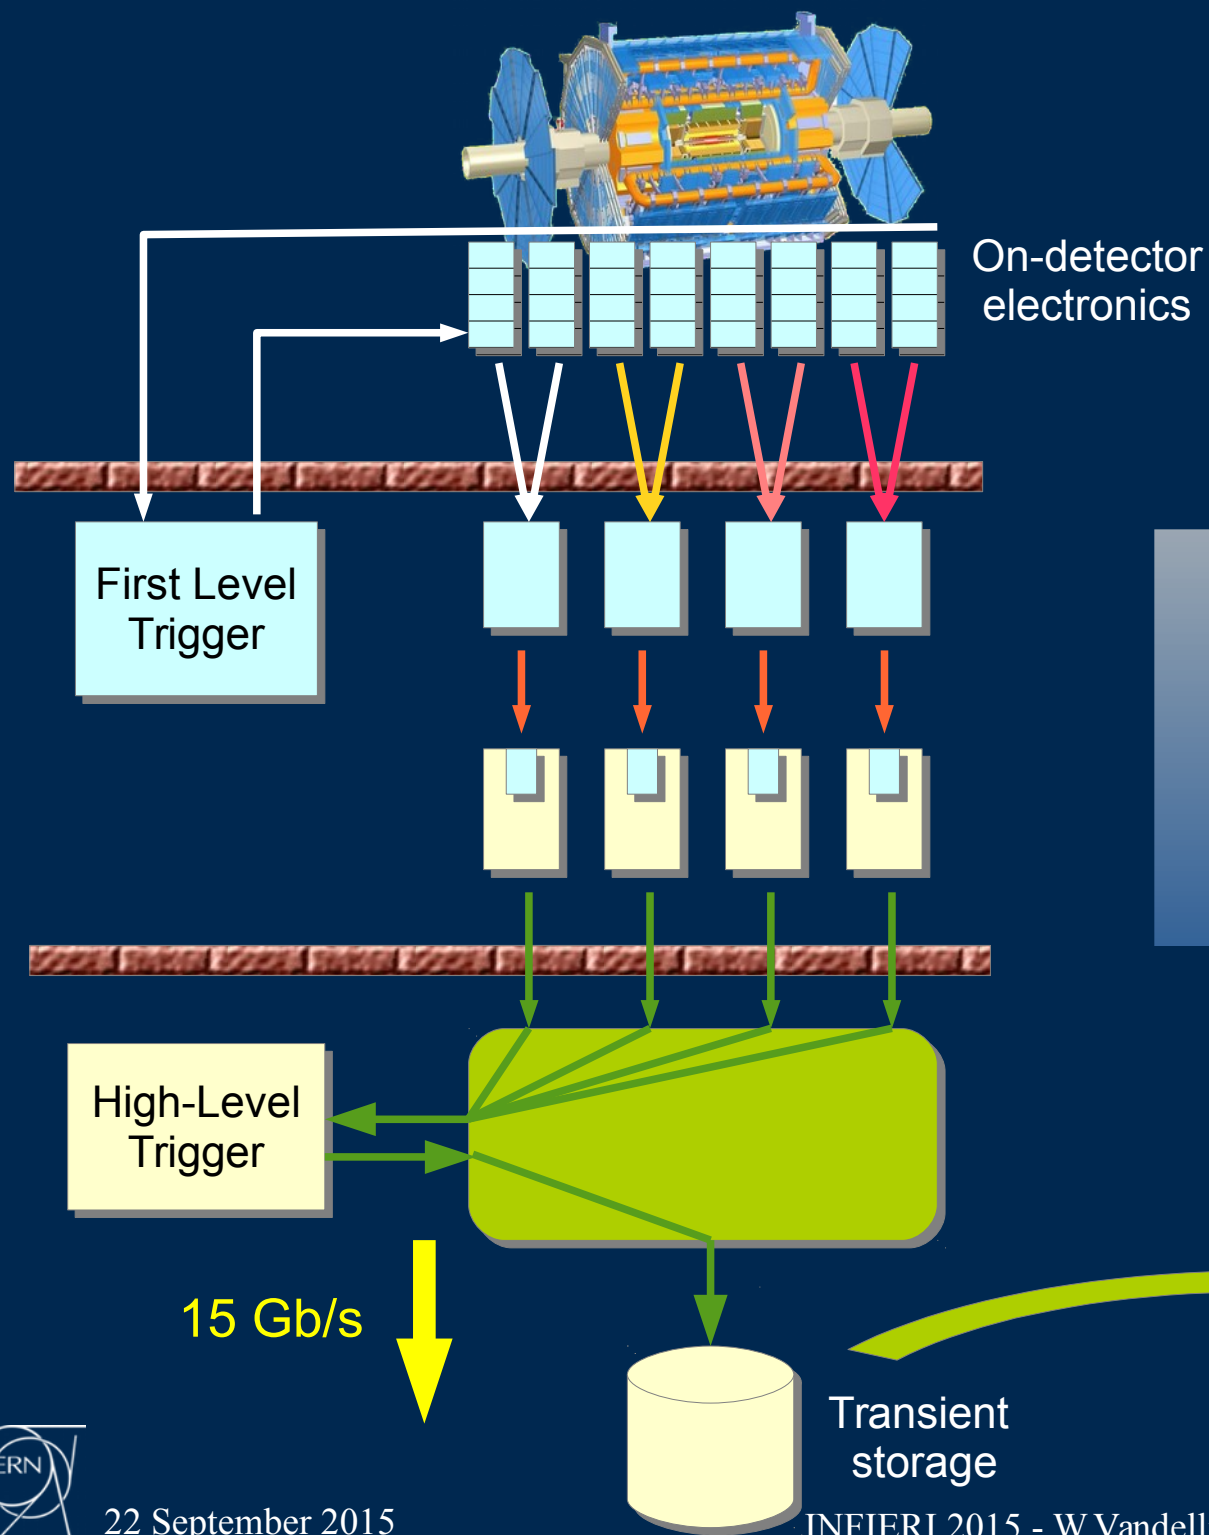 On-detector
electronics
First Level
Trigger
High-Level
Trigger
15 Gb/s
Transient
storage
22 September 2015
INFIERI 2015 - W.Vandell